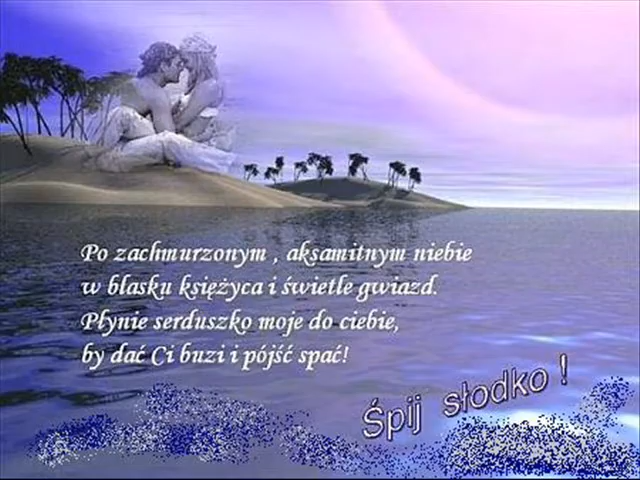 Po zachmurzonym , aksamitnym niebie
w blasku księżyca i świetle gwiazd.
Płynie serduszko moje do ciebie,
by dać Ci buzi i pójść spać!
Śpij słodko !